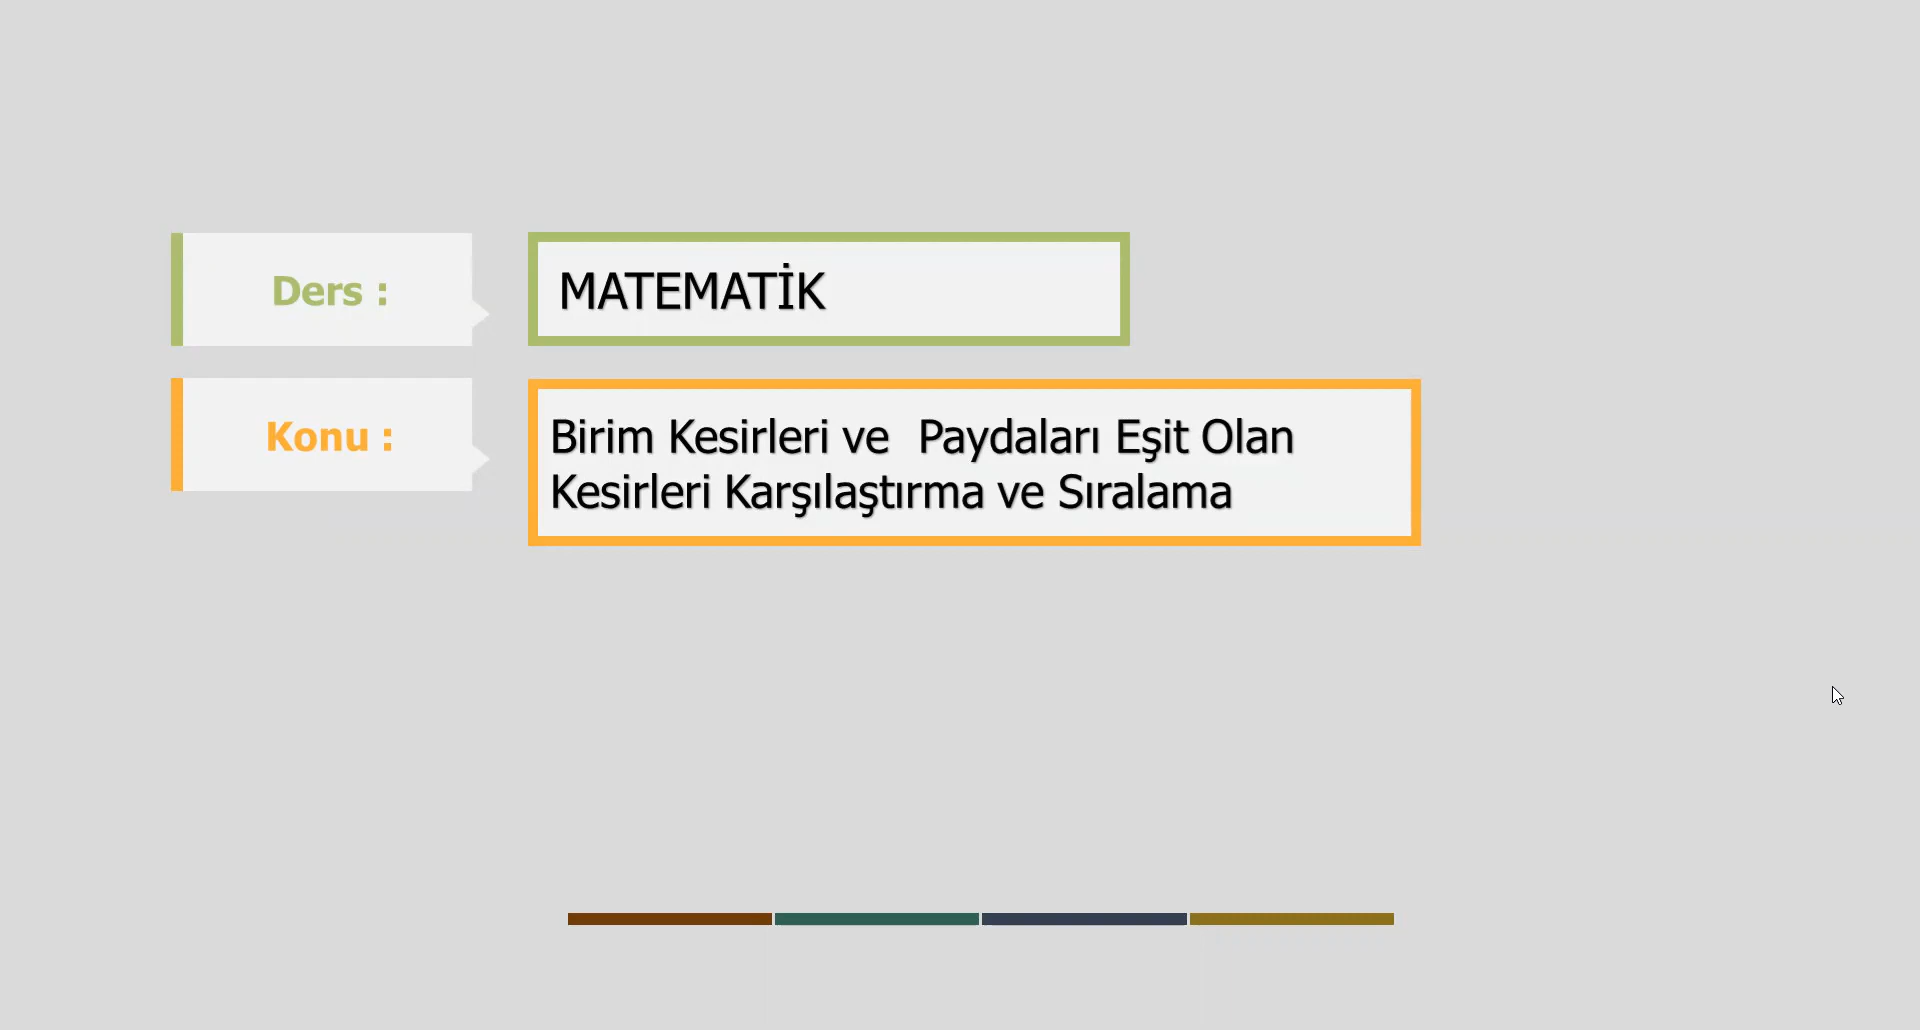 Ders :
MATEMATİK
Konu :
Birim Kesirleri ve  Paydaları Eşit Olan
Kesirleri Karşılaştırma ve Sıralama